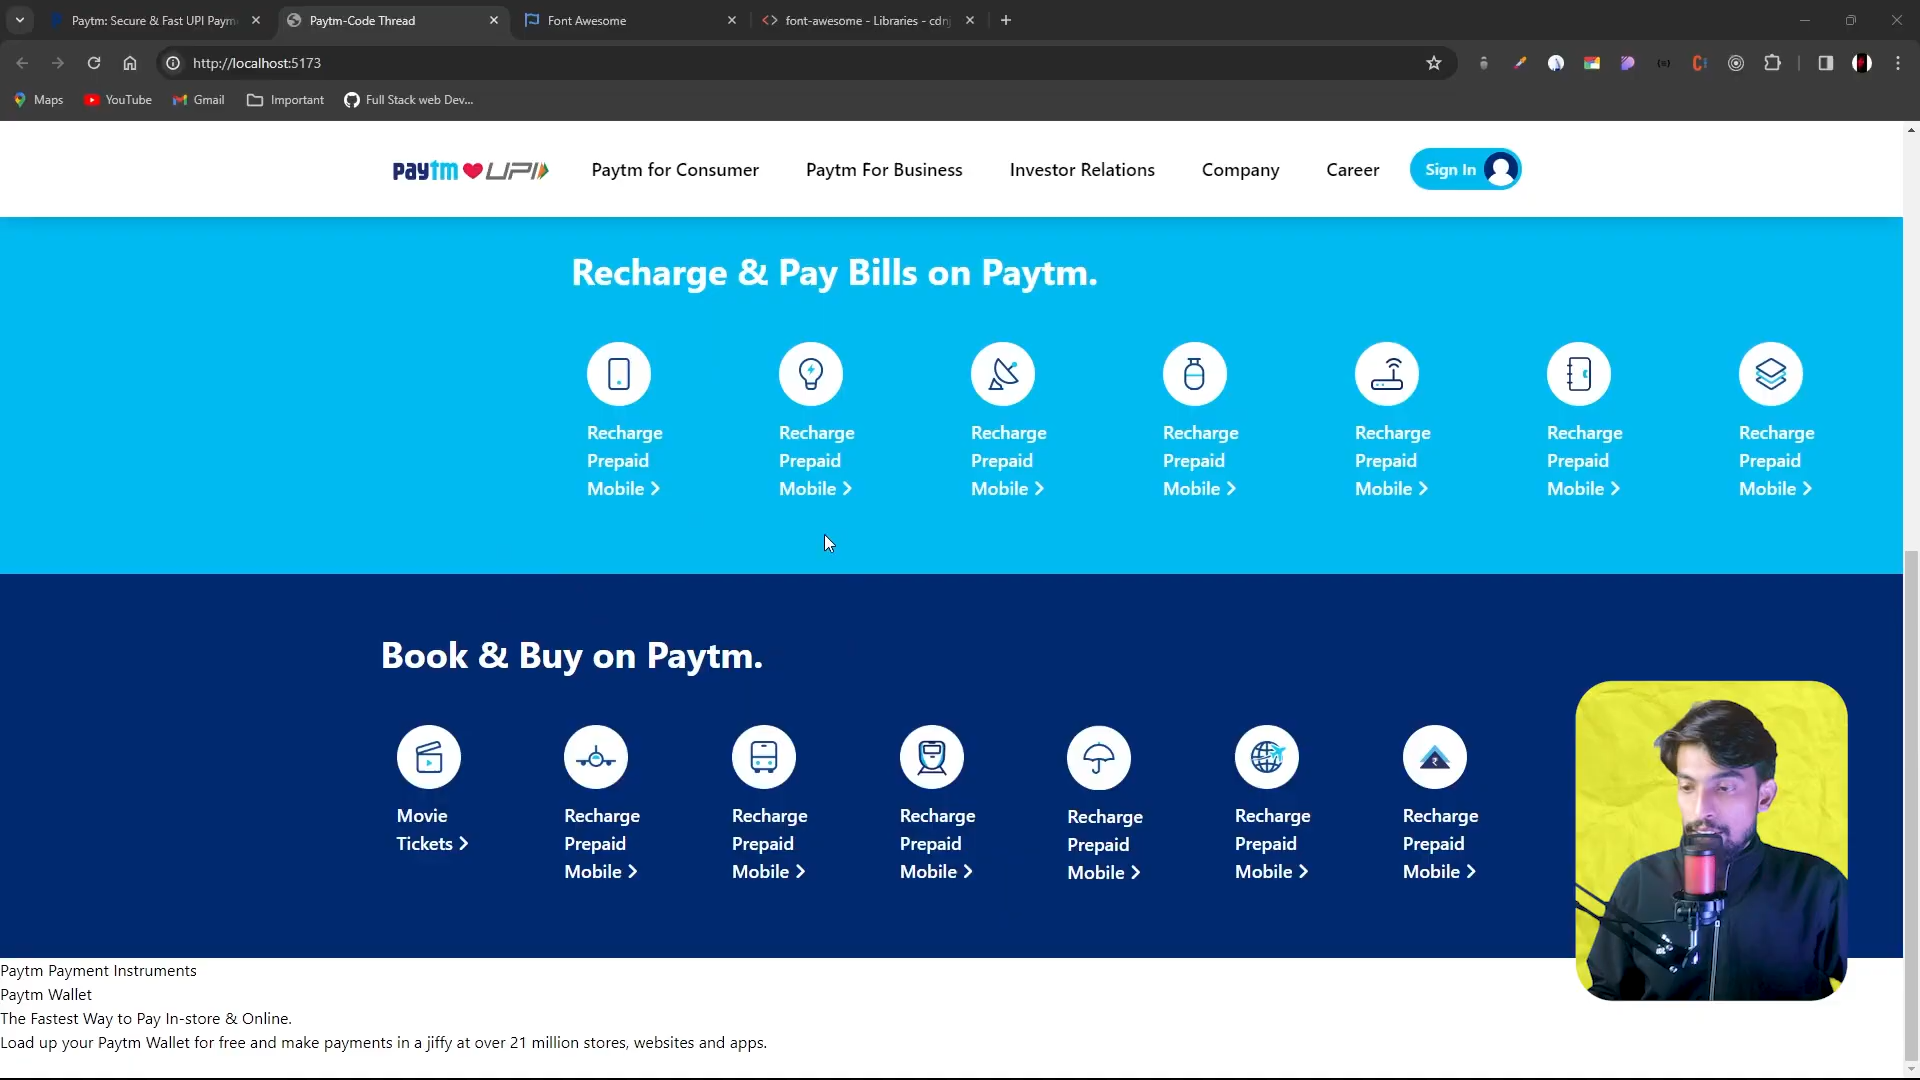 Paytm: Secure & Fast UPI Paym
Paytm-Code Thread
Font Awesome
font-awesome - Libraries - cdnj
http://localhost:5173
Maps
YouTube
Gmail
Important
Full Stack web Dev...
paytm UPI
Paytm for Consumer
Paytm For Business
Investor Relations
Company
Career
Sign In
Recharge & Pay Bills on Paytm.
Recharge
Prepaid
Mobile
Recharge
Prepaid
Mobile
Recharge
Prepaid
Mobile
Recharge
Prepaid
Mobile
Recharge
Prepaid
Mobile
Recharge
Prepaid
Mobile
Recharge
Prepaid
Mobile
Book & Buy on Paytm.
Movie
Tickets
Recharge
Prepaid
Mobile
Recharge
Prepaid
Mobile
Recharge
Prepaid
Mobile
Recharge
Prepaid
Mobile
Recharge
Prepaid
Mobile
Recharge
Prepaid
Mobile
Paytm Payment Instruments
Paytm Wallet
The Fastest Way to Pay In-store & Online.
Load up your Paytm Wallet for free and make payments in a jiffy at over 21 million stores, websites and apps.